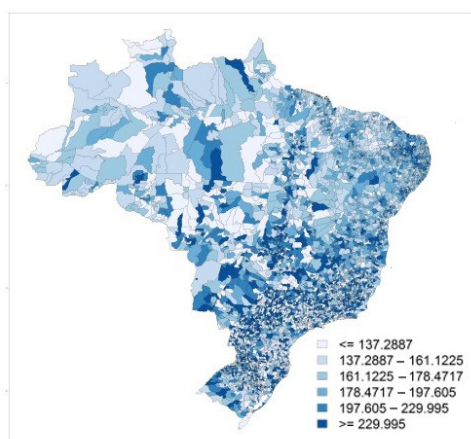 <= 137.2887
137.2887 – 161.1225
161.1225 – 178.4717
178.4717 – 197.605
197.605 – 229.995
>= 229.995